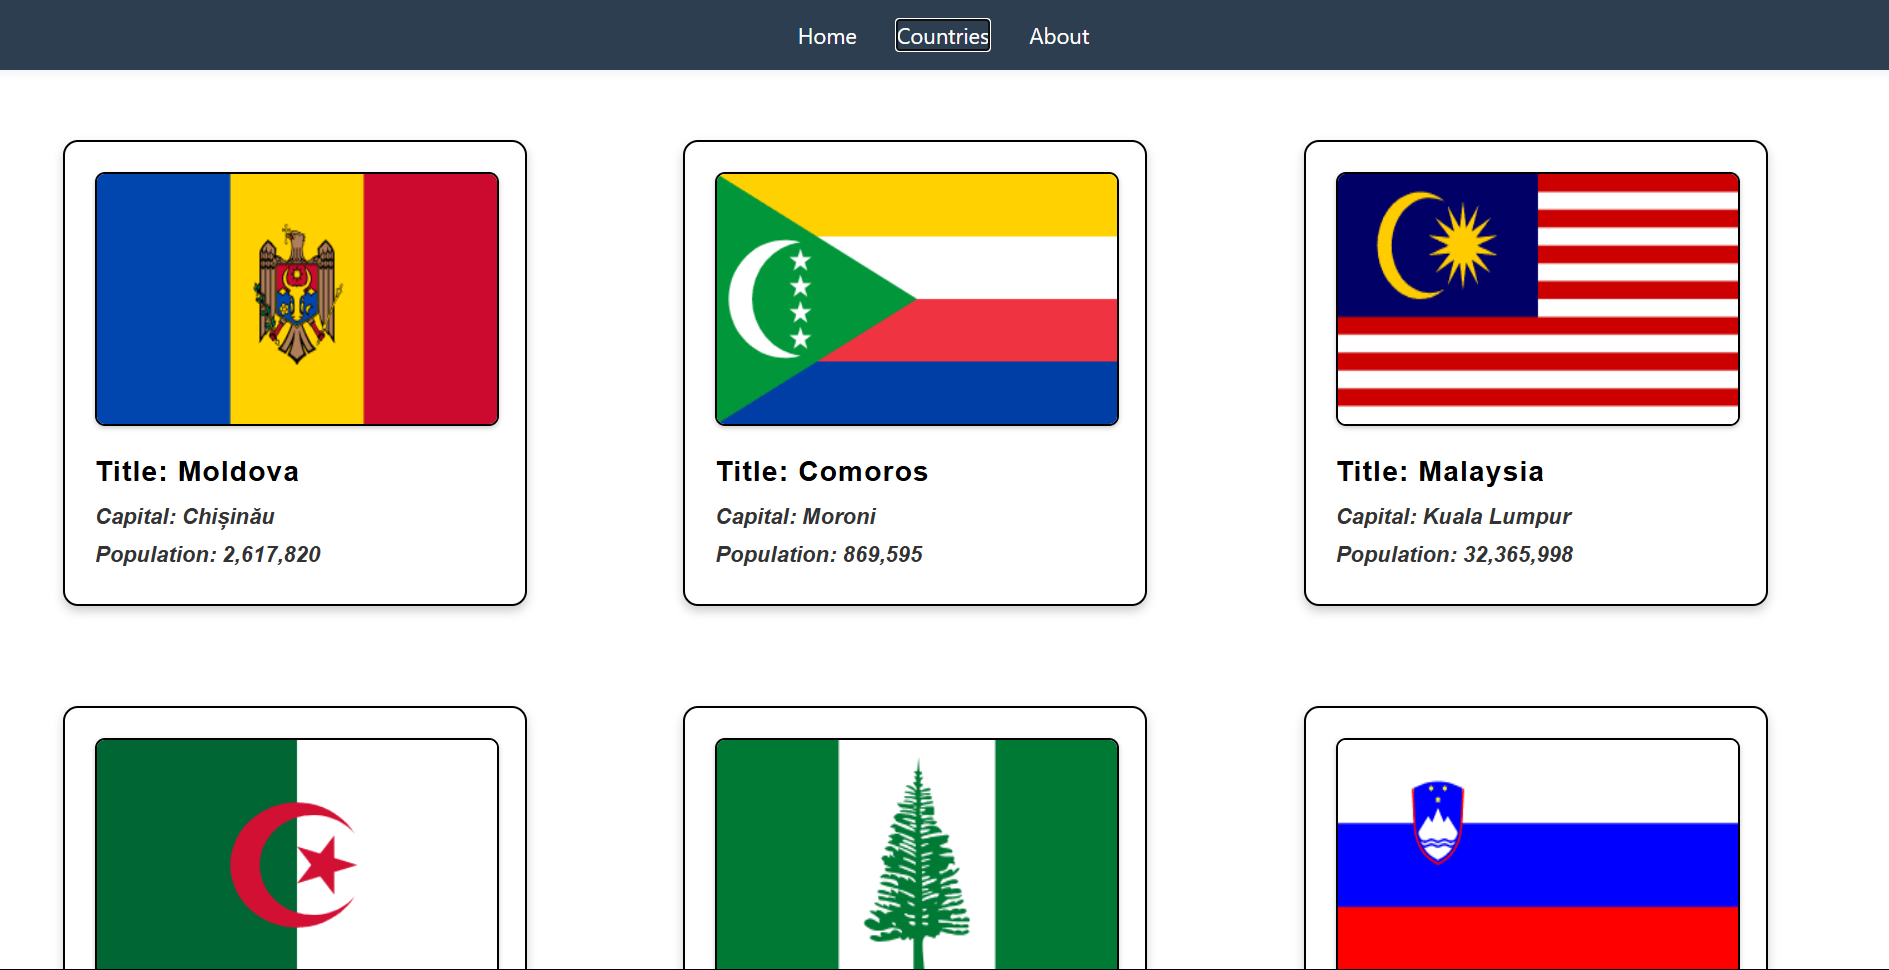 Home Countries About
Title: Moldova
Capital: Chișinău
Population: 2,617,820
Title: Comoros
Capital: Moroni
Population: 869,595
Title: Malaysia
Capital: Kuala Lumpur
Population: 32,365,998